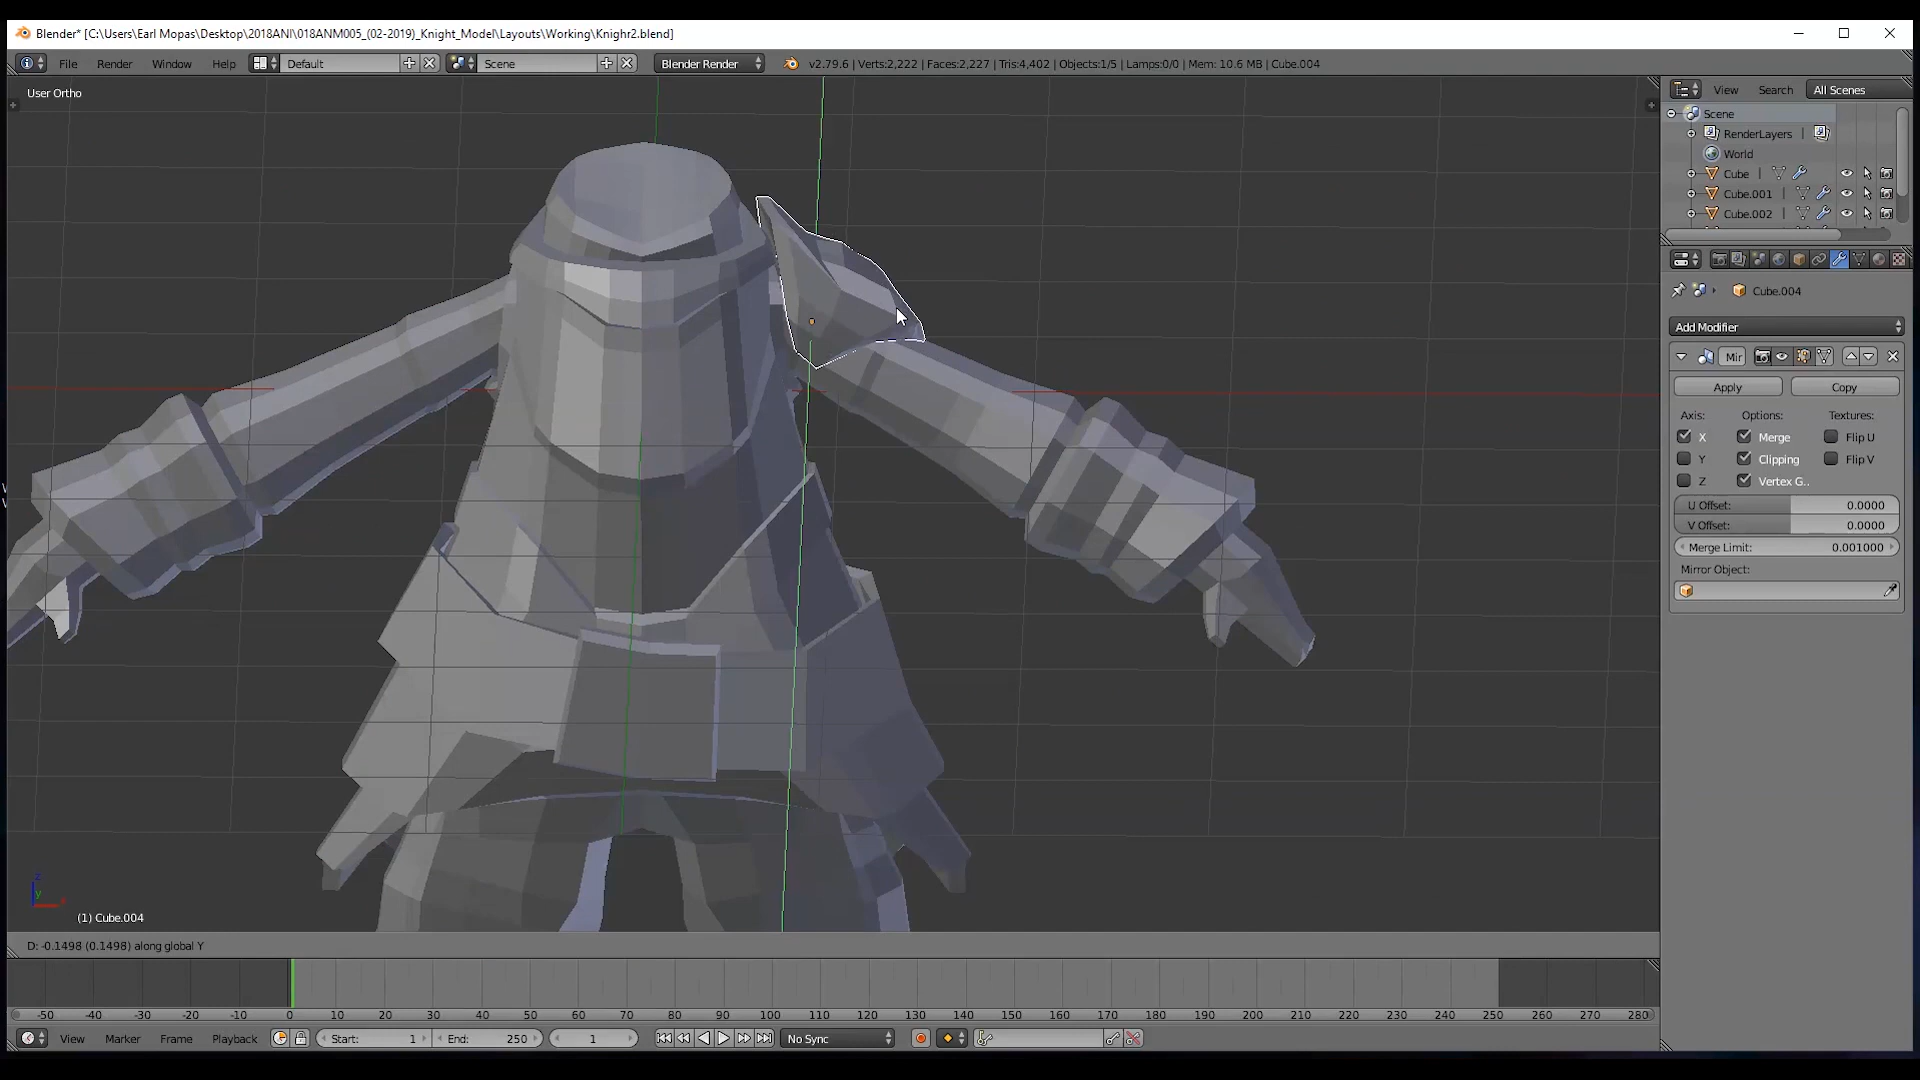 Blender* [C:\Users\Earl Mopas\Desktop\2018ANI\018ANM005_(02-2019)_Knight_Model\Layouts\Working\Knighr2.blend]
File Render Window Help Default Scene Blender Render v2.79.6 | Verts:2,222 | Faces:2,227 | Tris:4,402 | Objects:1/5 | Lamps:0/0 | Mem: 10.6 MB | Cube.004
User Ortho
View Search All Scenes
Scene
RenderLayers
World
Cube
Cube.001
Cube.002
Cube.004
Add Modifier
Mir
Apply Copy
Axis: Options: Textures:
X Merge Flip U
Y Clipping Flip V
Z Vertex G..
U Offset: 0.0000
V Offset: 0.0000
Merge Limit: 0.001000
Mirror Object:
z
y
x
(1) Cube.004
D: -0.1498 (0.1498) along global Y
-50 -40 -30 -20 -10 0 10 20 30 40 50 60 70 80 90 100 110 120 130 140 150 160 170 180 190 200 210 220 230 240 250 260 270 280
View Marker Frame Playback Start: 1 End: 250 1 No Sync